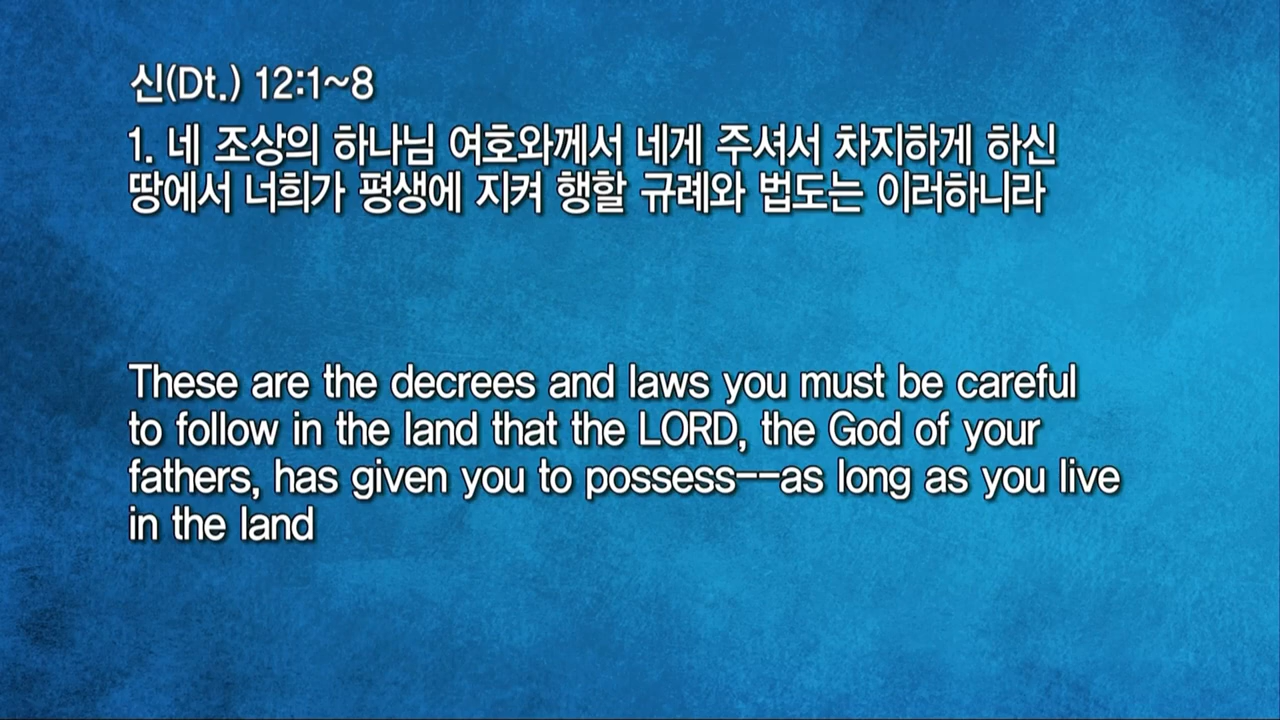 신(Dt.) 12:1~8
1. 네 조상의 하나님 여호와께서 네게 주셔서 차지하게 하신
땅에서 너희가 평생에 지켜 행할 규례와 법도는 이러하니라
These are the decrees and laws you must be careful
to follow in the land that the LORD, the God of your
fathers, has given you to possess--as long as you live
in the land